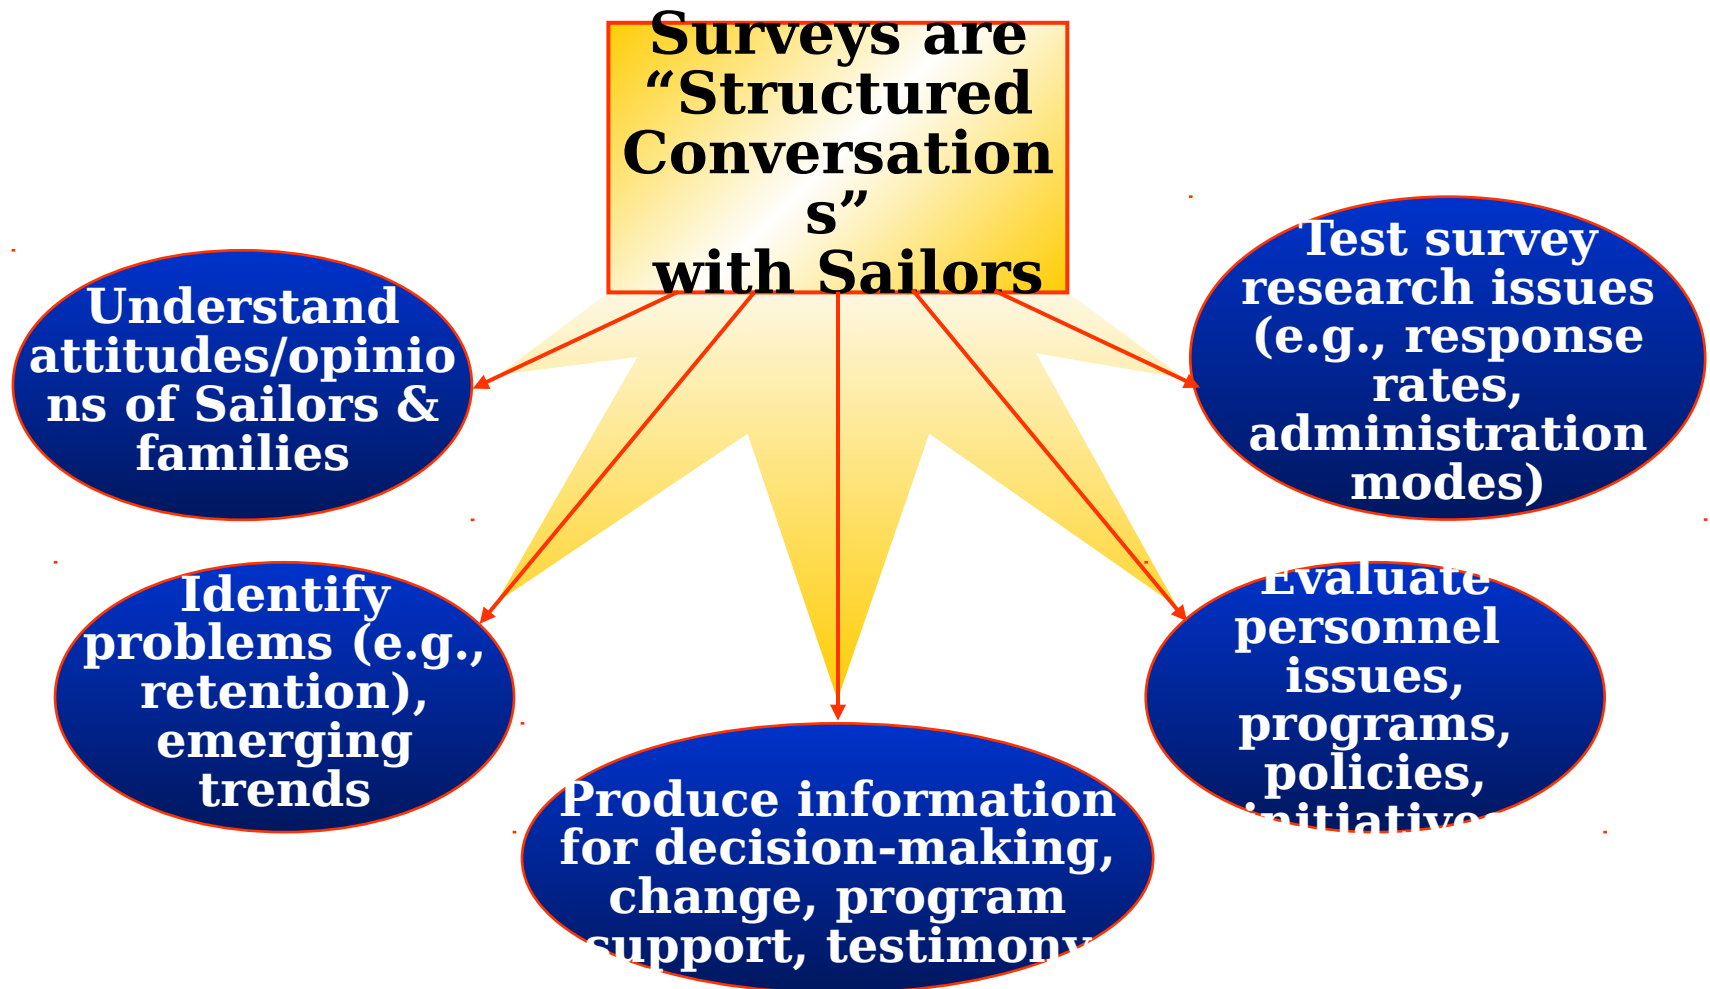 Surveys are
“Structured
Conversation
s”
with Sailors
Understand
attitudes/opinio
ns of Sailors &
families
Identify
problems (e.g.,
retention),
emerging
trends
Produce information
for decision-making,
change, program
support, testimony
Evaluate
personnel
issues,
programs,
policies,
initiatives
Test survey
research issues
(e.g., response
rates,
administration
modes)